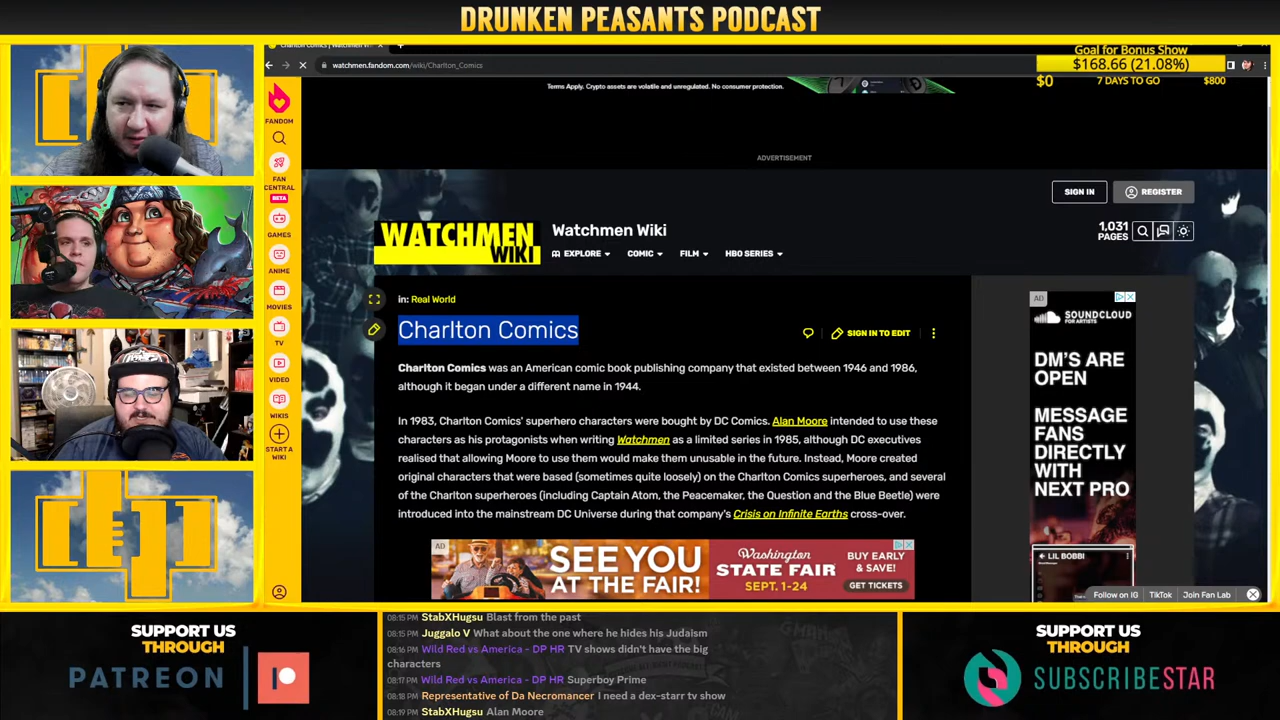 DRUNKEN PEASANTS PODCAST
Charlton Comics | Watchmen W
watchmen.fandom.com/wiki/Charlton_Comics
Goal for Bonus Show
$168.66 (21.08%)
$0
7 DAYS TO GO
$800
Terms Apply. Crypto assets are volatile and unregulated. No consumer protection.
ADVERTISEMENT
FANDOM
FAN
CENTRAL
BETA
GAMES
ANIME
MOVIES
TV
VIDEO
WIKIS
START A
WIKI
SIGN IN
REGISTER
WATCHMEN
WIKI
Watchmen Wiki
EXPLORE
COMIC
FILM
HBO SERIES
1,031
PAGES
in: Real World
Charlton Comics
SIGN IN TO EDIT
Charlton Comics was an American comic book publishing company that existed between 1946 and 1986,
although it began under a different name in 1944.
In 1983, Charlton Comics' superhero characters were bought by DC Comics. Alan Moore intended to use these
characters as his protagonists when writing Watchmen as a limited series in 1985, although DC executives
realised that allowing Moore to use them would make them unusable in the future. Instead, Moore created
original characters that were based (sometimes quite loosely) on the Charlton Comics superheroes, and several
of the Charlton superheroes (including Captain Atom, the Peacemaker, the Question and the Blue Beetle) were
introduced into the mainstream DC Universe during that company's Crisis on Infinite Earths cross-over.
AD
SEE YOU
AT THE FAIR!
Washington
STATE FAIR
SEPT. 1-24
BUY EARLY
& SAVE!
GET TICKETS
AD
SOUNDCLOUD
FOR ARTISTS
DM'S ARE
OPEN
MESSAGE
FANS
DIRECTLY
WITH
NEXT PRO
LIL BOBBI
Follow on IG
TikTok
Join Fan Lab
SUPPORT US
THROUGH
PATREON
08:15 PM StabXHugsu Blast from the past
08:15 PM Juggalo V What about the one where he hides his Judaism
08:16 PM Wild Red vs America - DP HR TV shows didn't have the big
characters
08:17 PM Wild Red vs America - DP HR Superboy Prime
08:18 PM Representative of Da Necromancer I need a dex-starr tv show
08:19 PM StabXHugsu Alan Moore
SUPPORT US
THROUGH
SUBSCRIBESTAR